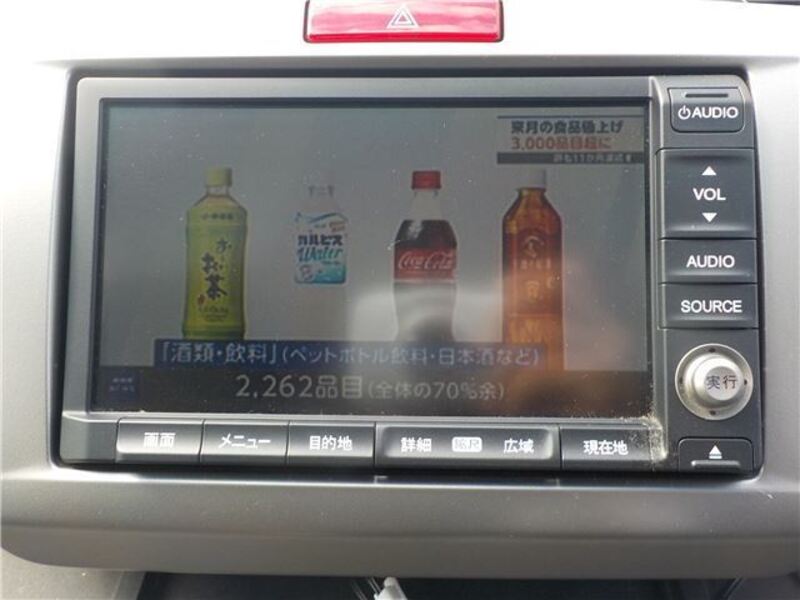 AUDIO
VOL
AUDIO
SOURCE
実行
来月の食品値上げ
3,000品目超に
お〜いお茶
カルピス
Water
Coca-Cola
「酒類・飲料」(ペットボトル飲料・日本酒など)
2,262品目(全体の70%余)
画面
メニュー
目的地
詳細
広域
現在地